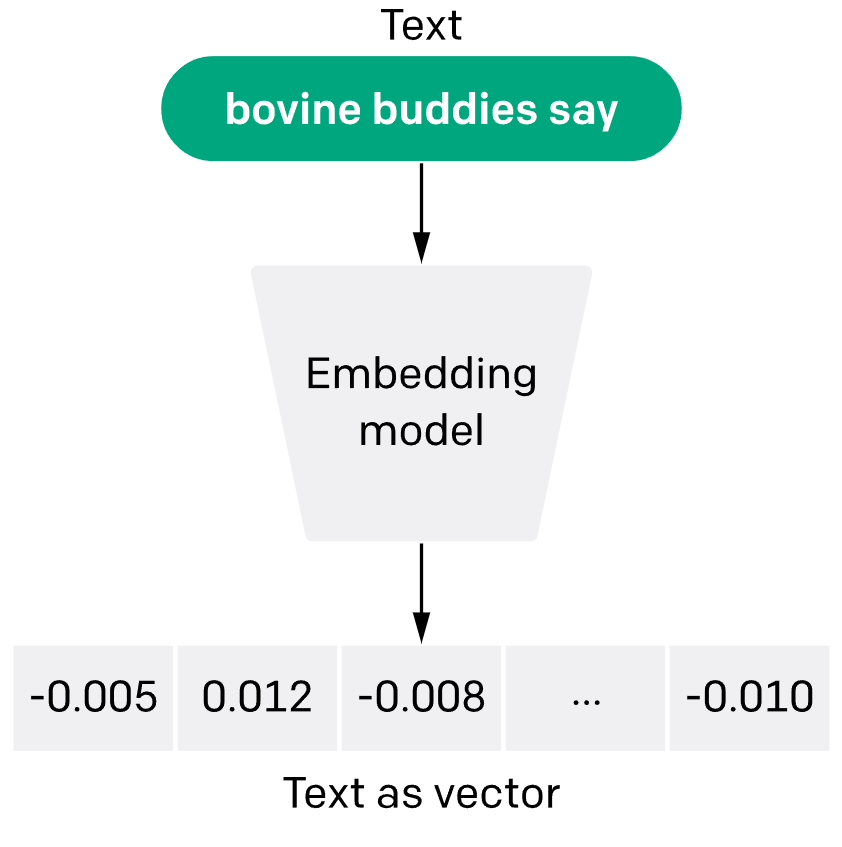 Text
bovine buddies say
Embedding
model
-0.005 0.012 -0.008 ... -0.010
Text as vector